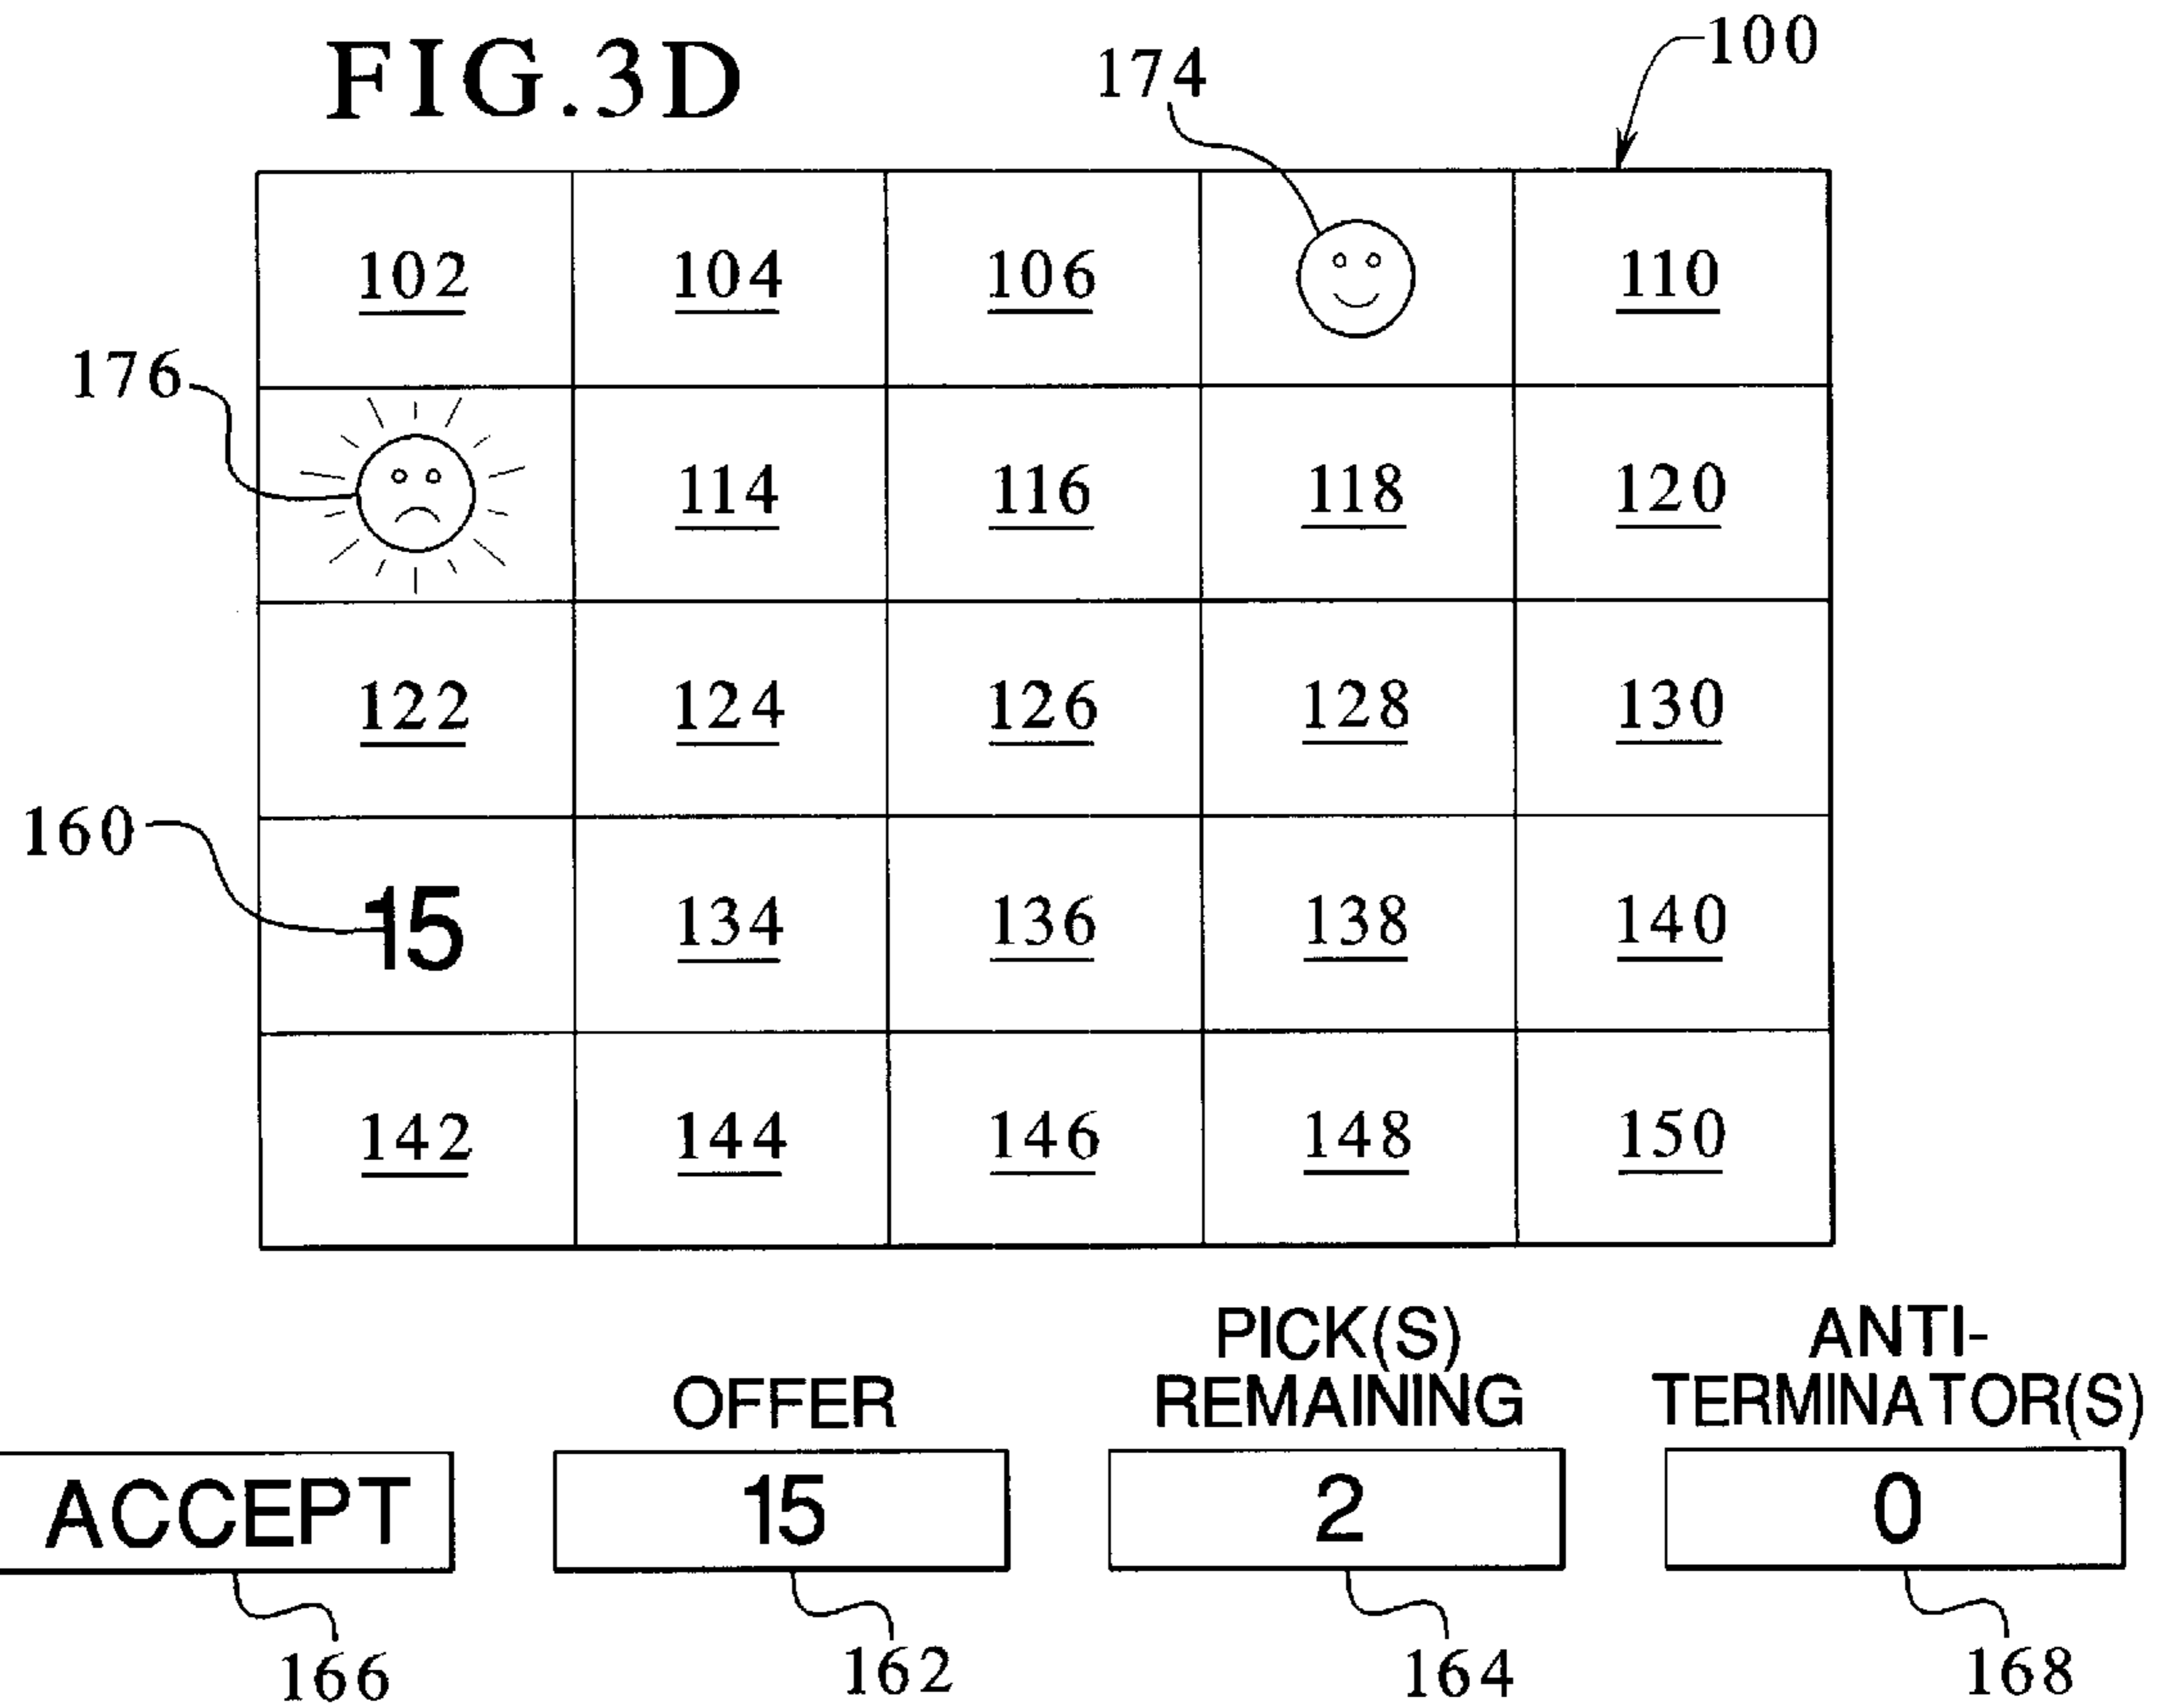 FIG.3D
174
100
102 104 106 110
176
114 116 118 120
122 124 126 128 130
160
15 134 136 138 140
142 144 146 148 150
PICK(S) ANTI-
OFFER REMAINING TERMINATOR(S)
ACCEPT 15 2 0
166 162 164 168